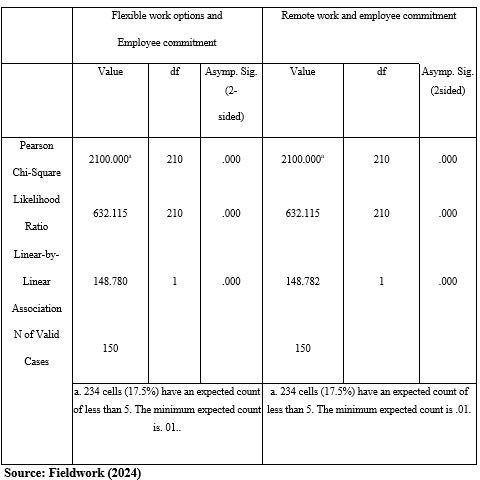 Flexible work options and
Employee commitment
Remote work and employee commitment
Value df Asymp. Sig. (2-sided) Value df Asymp. Sig. (2sided)
Pearson Chi-Square 2100.000ª 210 .000 2100.000ª 210 .000
Likelihood Ratio 632.115 210 .000 632.115 210 .000
Linear-by-Linear Association 148.780 1 .000 148.782 1 .000
N of Valid Cases 150 150
a. 234 cells (17.5%) have an expected count
of less than 5. The minimum expected count
is. 01..
a. 234 cells (17.5%) have an expected count of
less than 5. The minimum expected count is .01.
Source: Fieldwork (2024)